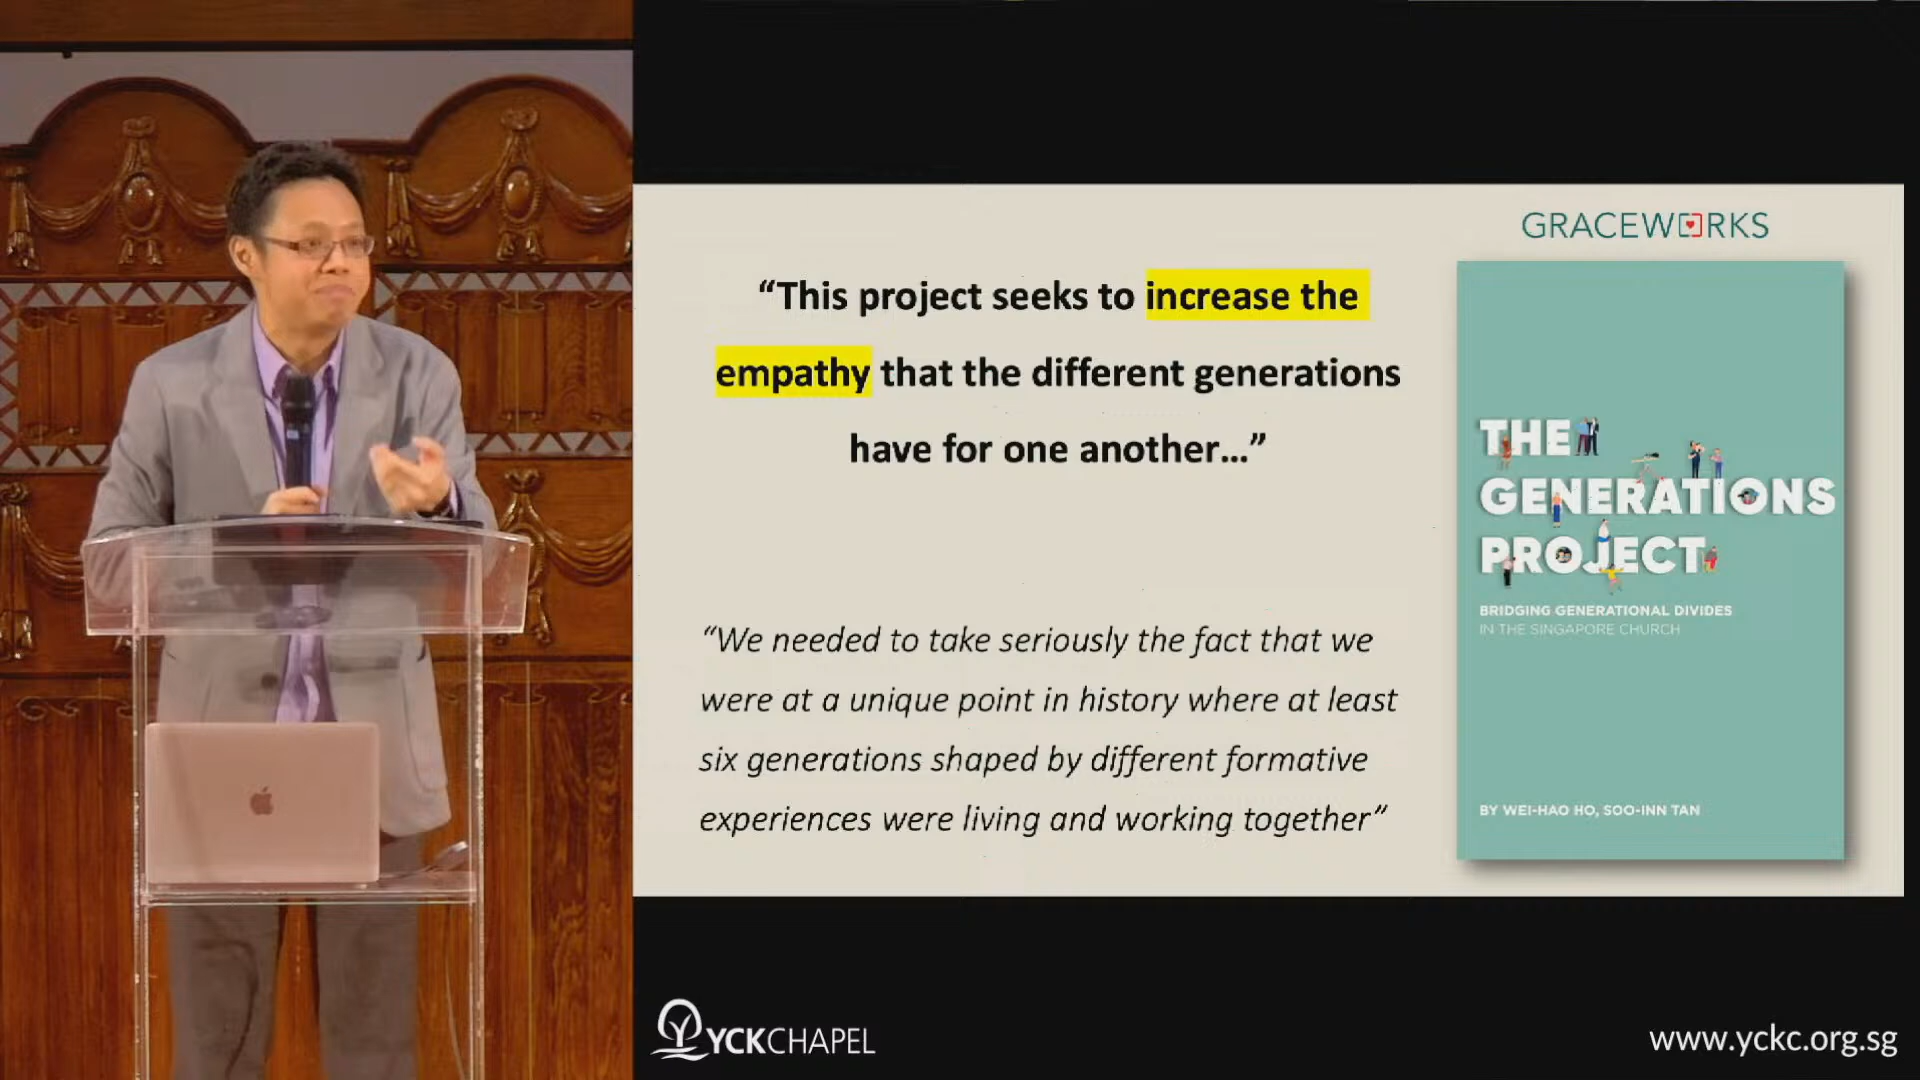 GRACEWORKS
“This project seeks to increase the
empathy that the different generations
have for one another...”
“We needed to take seriously the fact that we
were at a unique point in history where at least
six generations shaped by different formative
experiences were living and working together”
THE
GENERATIONS
PROJECT
BRIDGING GENERATIONAL DIVIDES
IN THE SINGAPORE CHURCH
BY WEI-HAO HO, SOO-INN TAN
YCKCHAPEL
www.yckc.org.sg